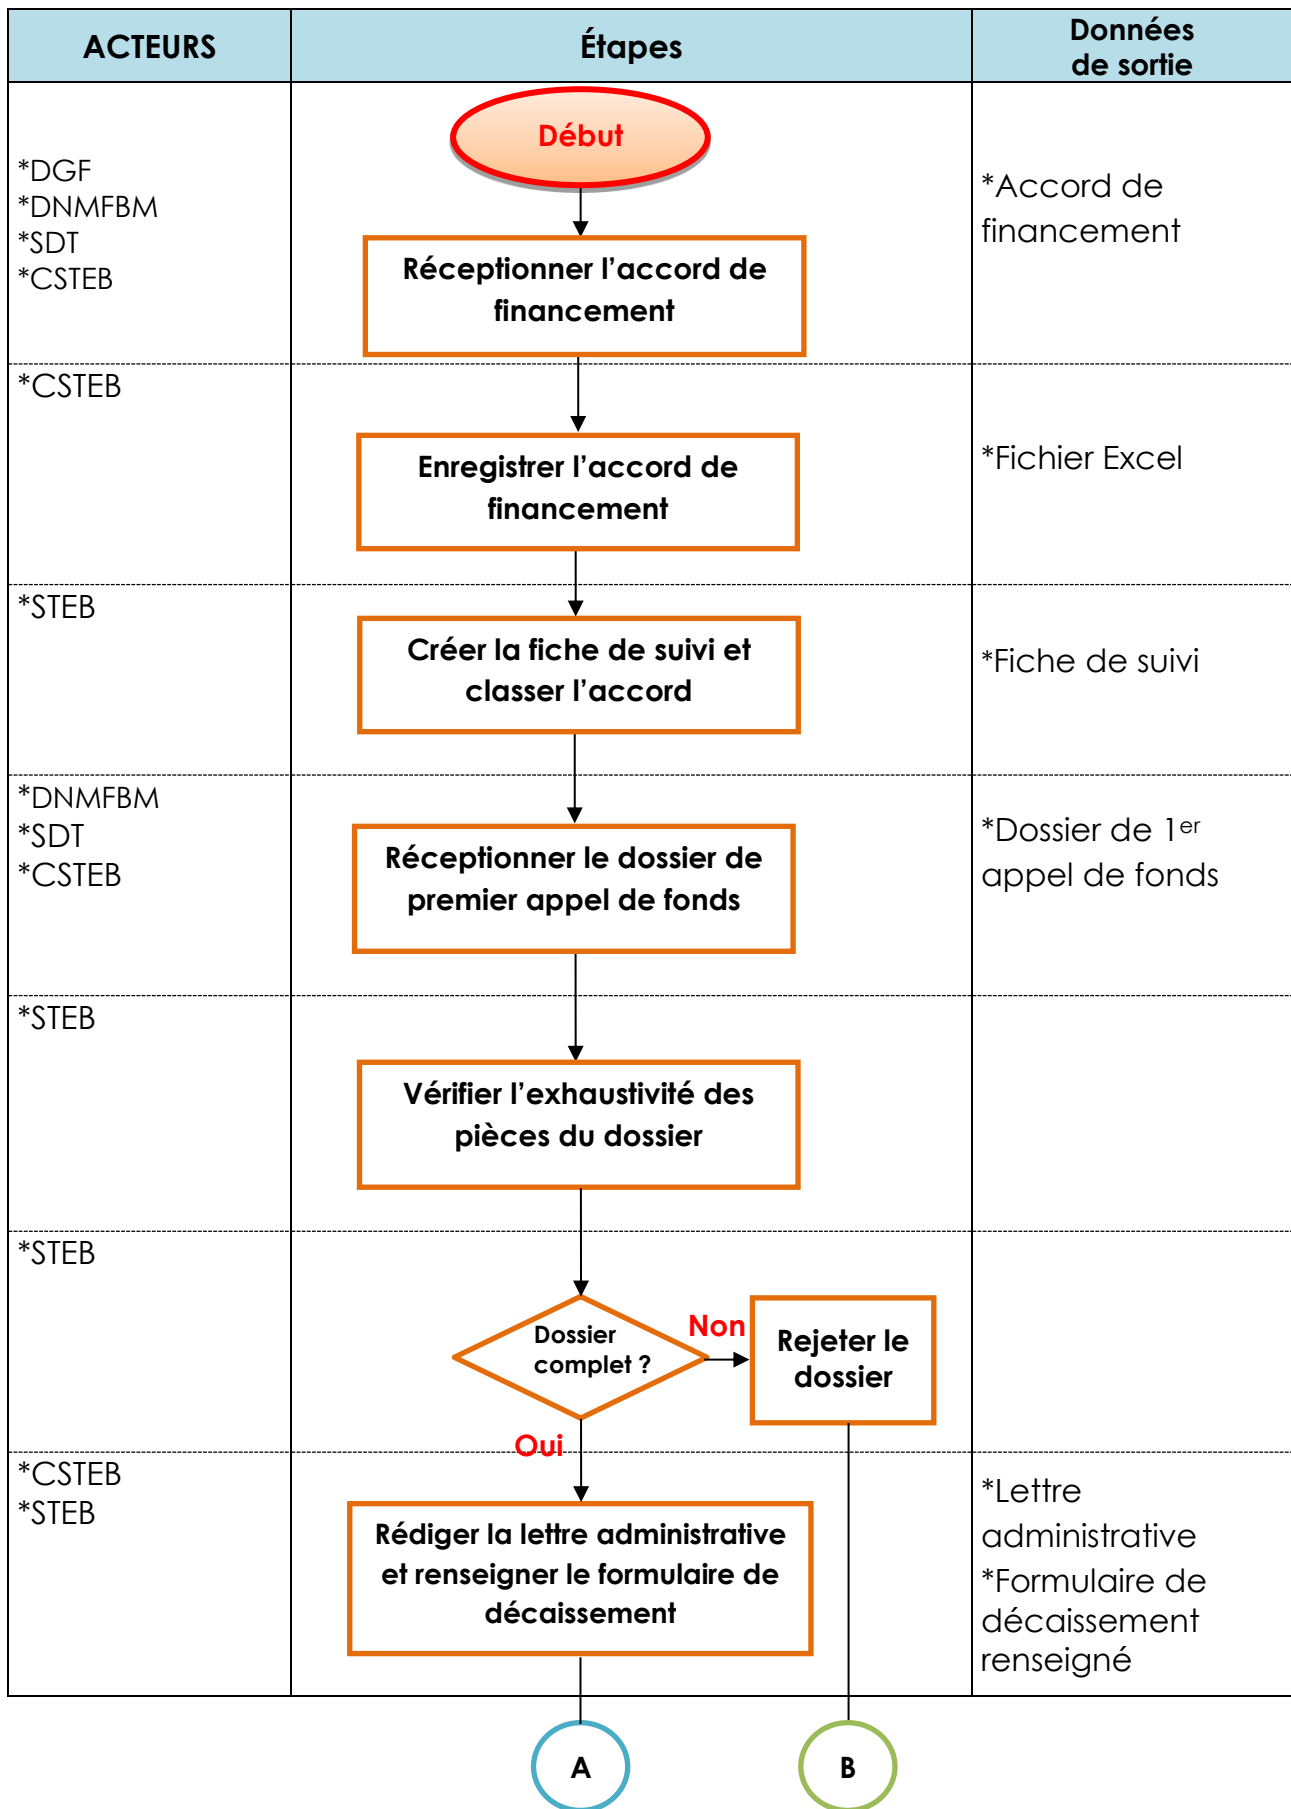 ACTEURS
Étapes
Données
de sortie
*DGF
*DNMFBM
*SDT
*CSTEB
Début
Réceptionner l’accord de
financement
*Accord de
financement
*CSTEB
Enregistrer l’accord de
financement
*Fichier Excel
*STEB
Créer la fiche de suivi et
classer l’accord
*Fiche de suivi
*DNMFBM
*SDT
*CSTEB
Réceptionner le dossier de
premier appel de fonds
*Dossier de 1er
appel de fonds
*STEB
Vérifier l’exhaustivité des
pièces du dossier
*STEB
Dossier
complet ?
Non
Rejeter le
dossier
Oui
*CSTEB
*STEB
Rédiger la lettre administrative
et renseigner le formulaire de
décaissement
*Lettre
administrative
*Formulaire de
décaissement
renseigné
A
B